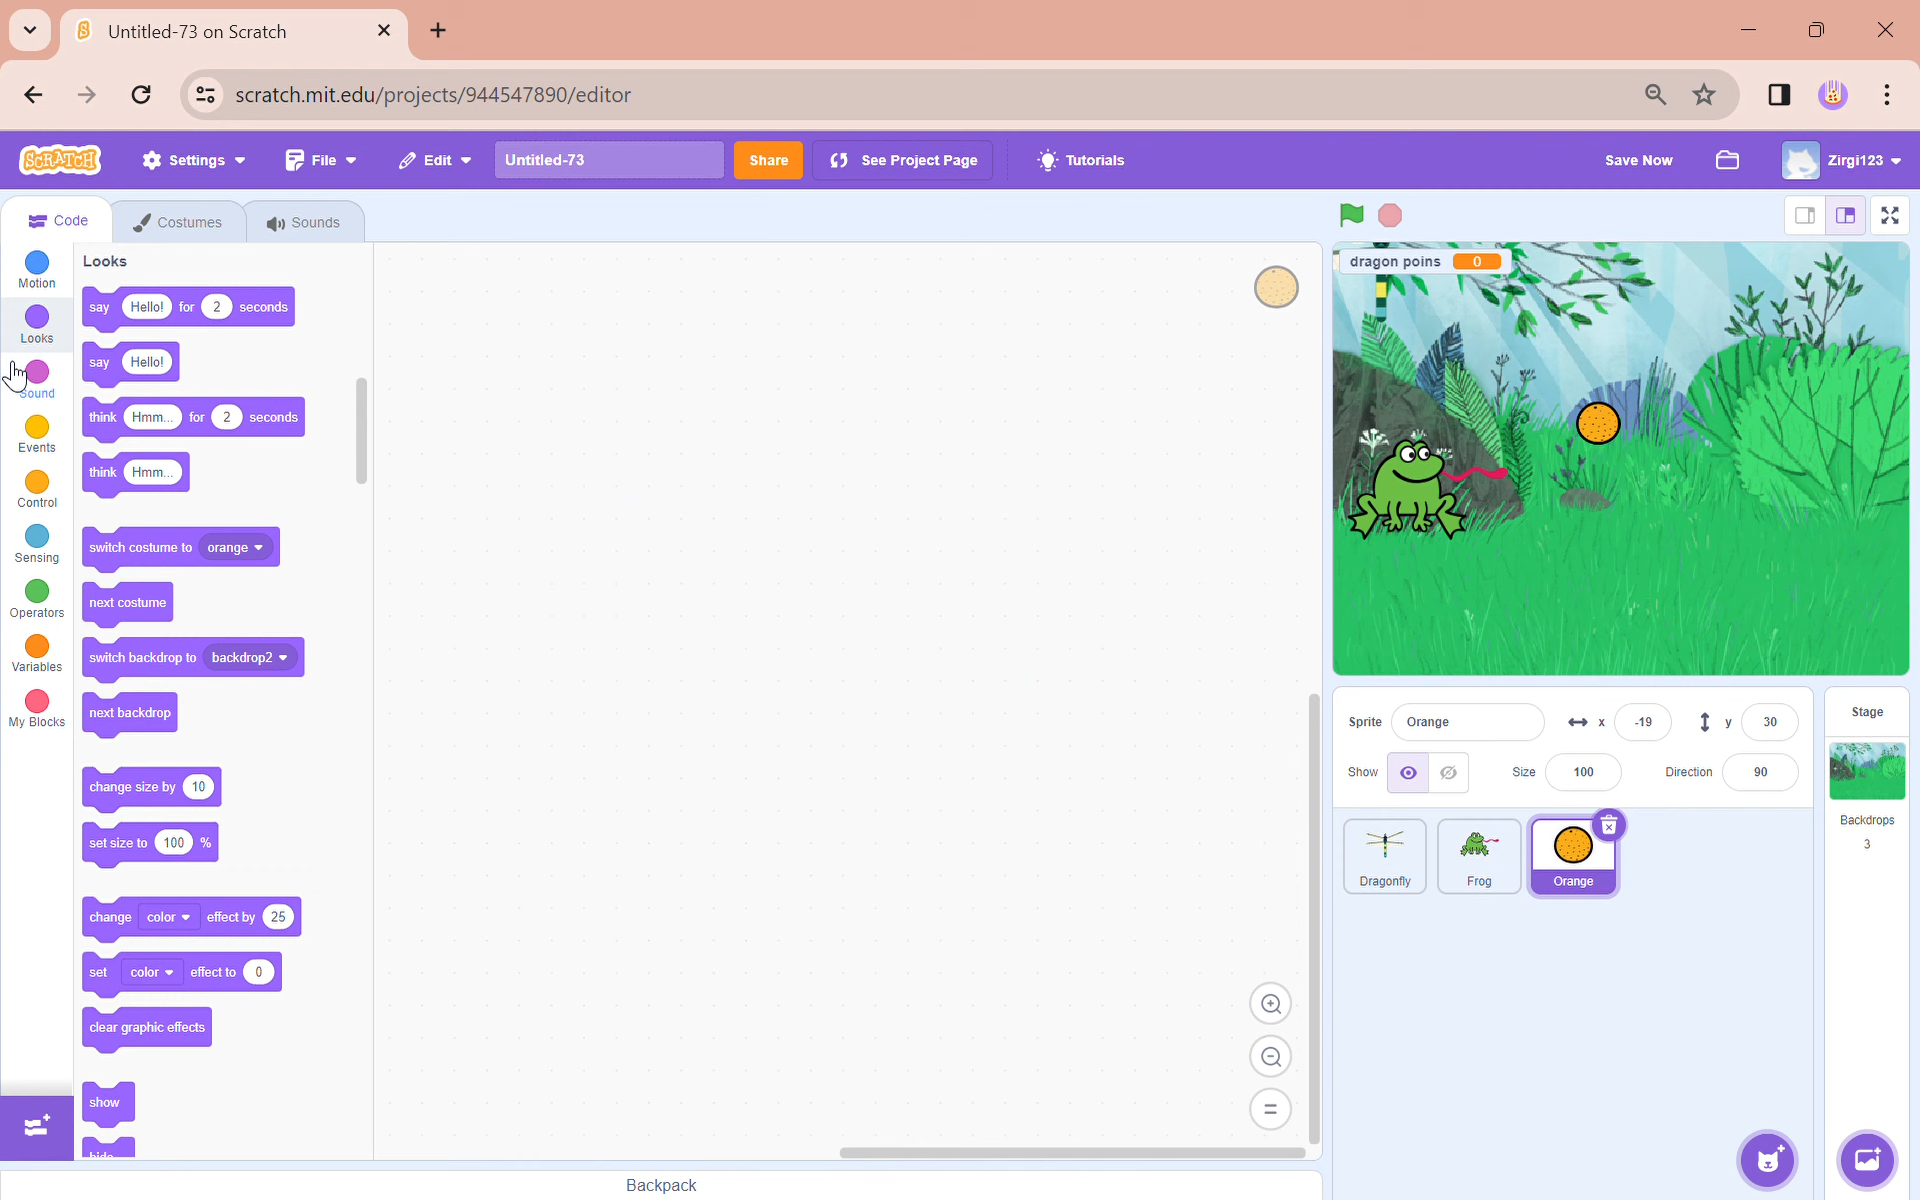 Untitled-73 on Scratch
scratch.mit.edu/projects/944547890/editor
SCRATCH Settings File Edit Untitled-73 Share See Project Page Tutorials Save Now Zirgi123
Code Costumes Sounds
Motion
Looks
Sound
Events
Control
Sensing
Operators
Variables
My Blocks
Looks
say Hello! for 2 seconds
say Hello!
think Hmm... for 2 seconds
think Hmm...
switch costume to orange
next costume
switch backdrop to backdrop2
next backdrop
change size by 10
set size to 100 %
change color effect by 25
set color effect to 0
clear graphic effects
show
hide
Backpack
dragon poins 0
Sprite Orange x -19 y 30
Show Size 100 Direction 90
Dragonfly Frog Orange
Stage
Backdrops
3